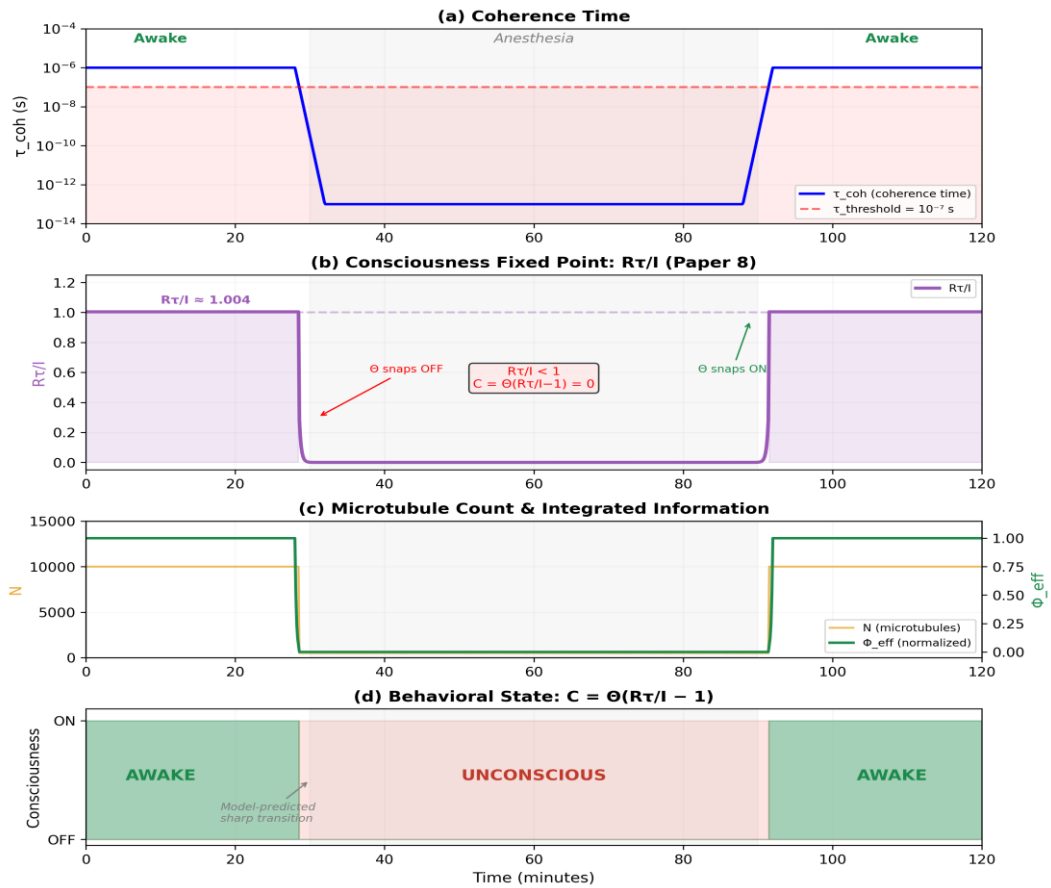 (a) Coherence Time
10⁻⁴
10⁻⁶
10⁻⁸
10⁻¹⁰
10⁻¹²
10⁻¹⁴
τ_coh (s)
Awake
Anesthesia
Awake
τ_coh (coherence time)
τ_threshold = 10⁻⁷ s
0 20 40 60 80 100 120
(b) Consciousness Fixed Point: Rτ/I (Paper 8)
1.2
1.0
0.8
0.6
0.4
0.2
0.0
Rτ/I
Rτ/I ≈ 1.004
Rτ/I
Θ snaps OFF
Rτ/I < 1
C = Θ(Rτ/I−1) = 0
Θ snaps ON
0 20 40 60 80 100 120
(c) Microtubule Count & Integrated Information
15000
10000
5000
0
N
1.00
0.75
0.50
0.25
0.00
Φ_eff
N (microtubules)
Φ_eff (normalized)
0 20 40 60 80 100 120
(d) Behavioral State: C = Θ(Rτ/I − 1)
ON
OFF
Consciousness
AWAKE
UNCONSCIOUS
AWAKE
Model-predicted
sharp transition
0 20 40 60 80 100 120
Time (minutes)